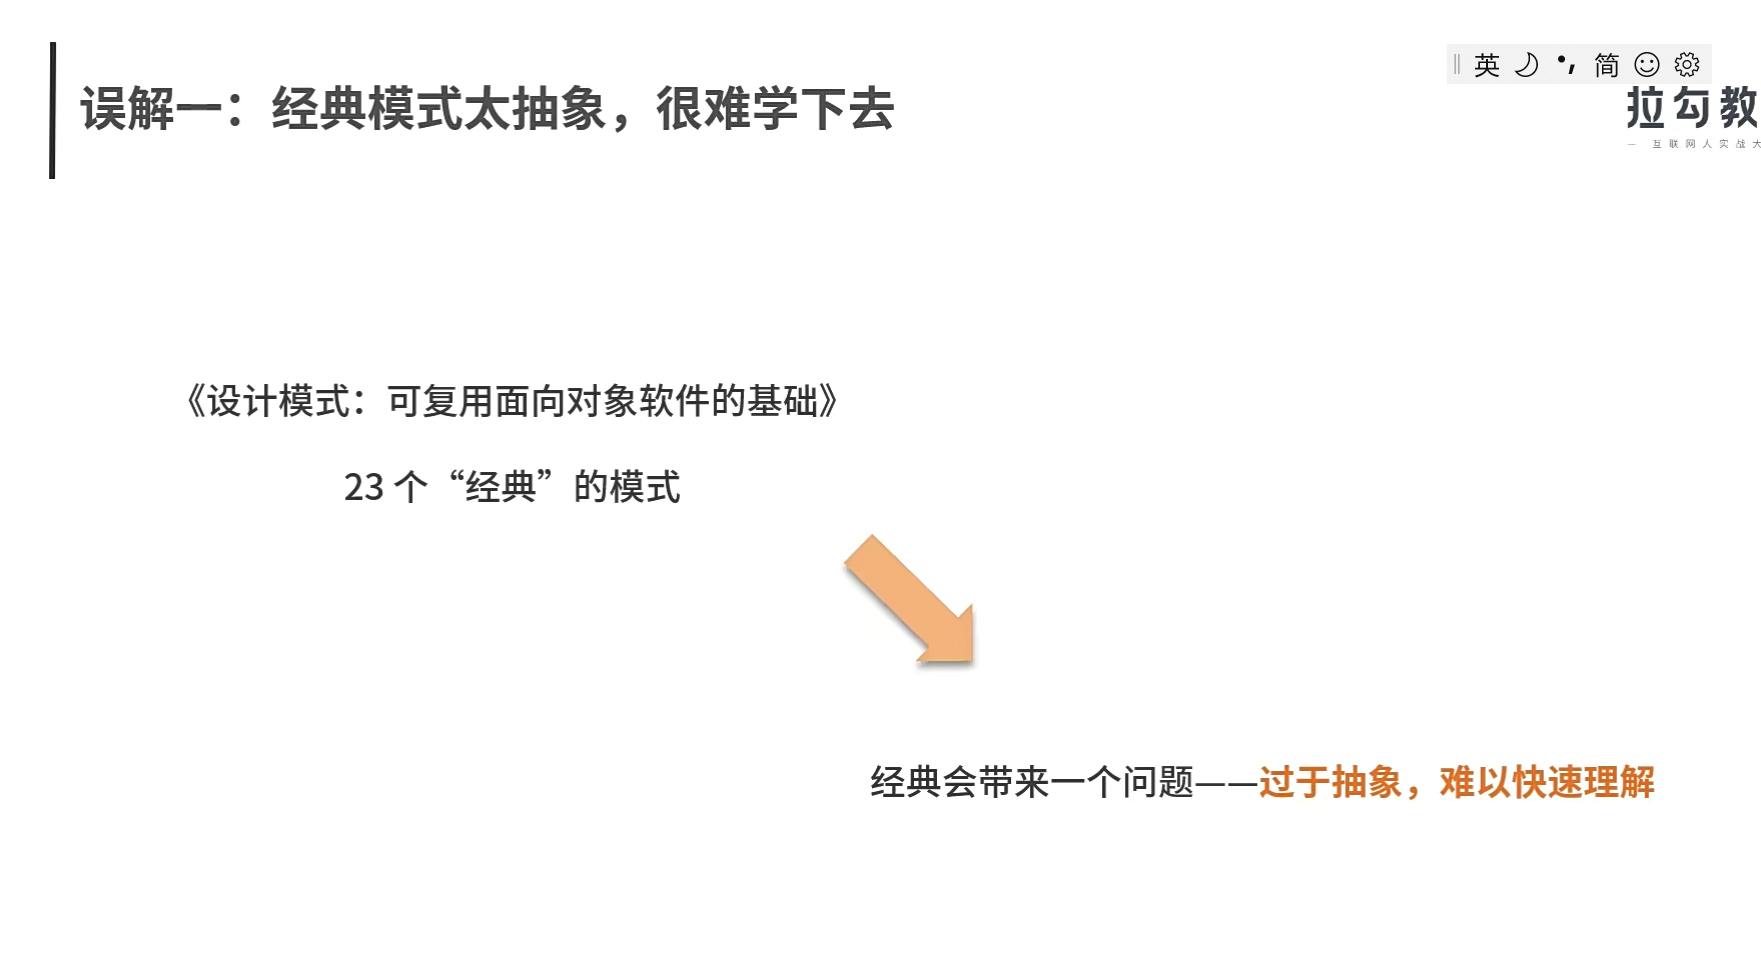 误解一：经典模式太抽象，很难学下去
英 简
拉勾教
— 互联网人实战大
《设计模式：可复用面向对象软件的基础》
23 个“经典”的模式
经典会带来一个问题——过于抽象，难以快速理解